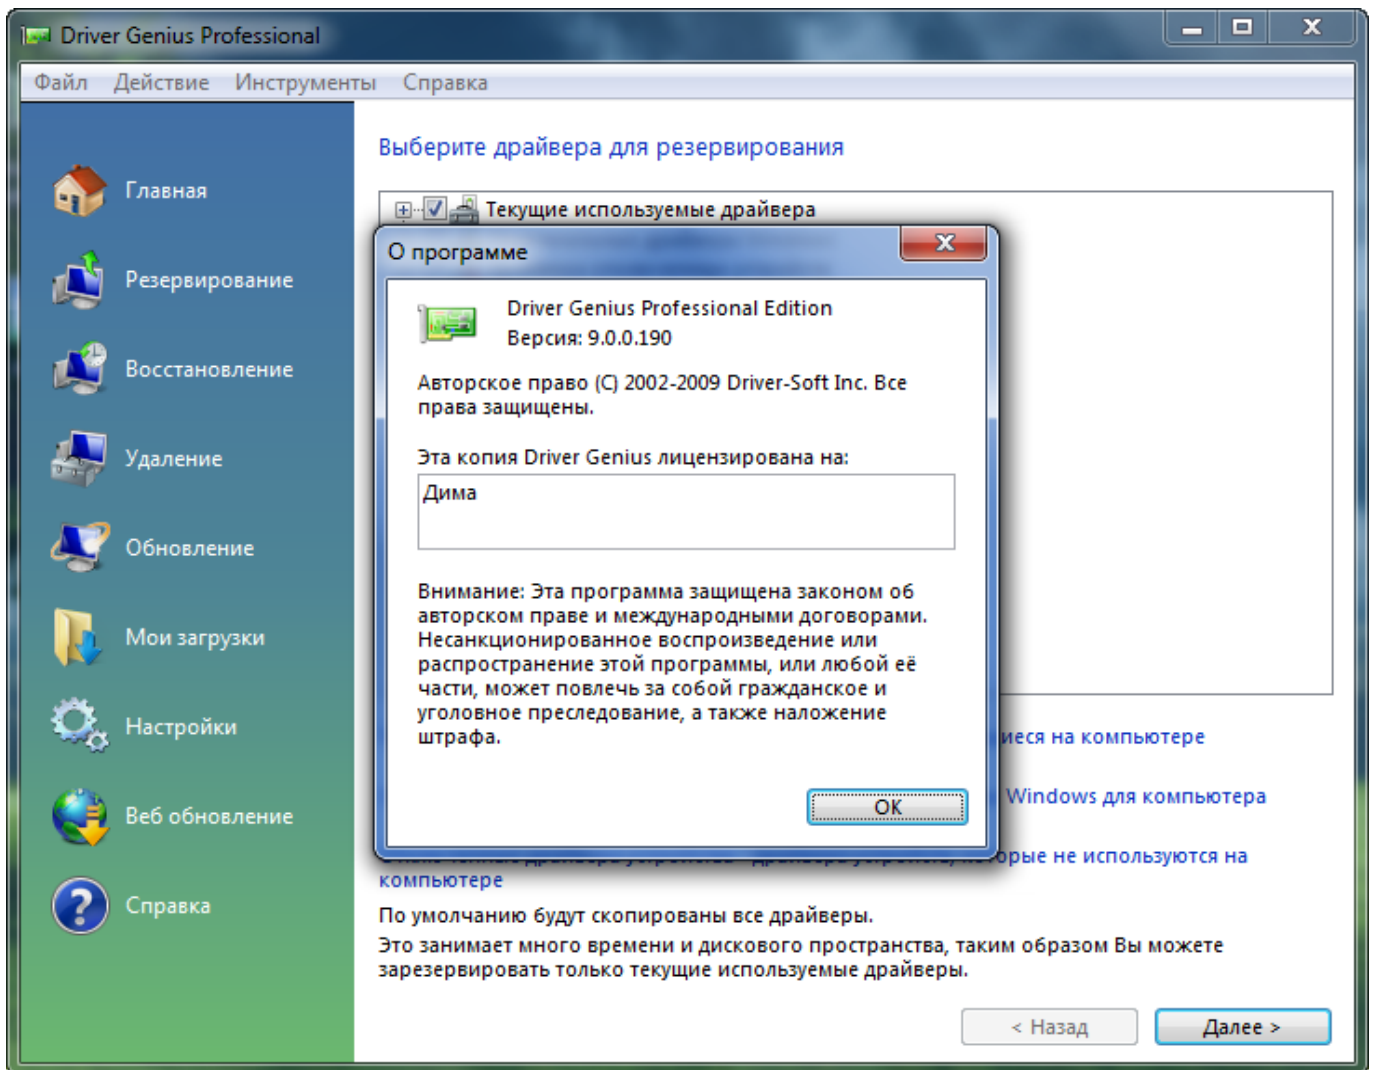 Driver Genius Professional
Файл Действие Инструменты Справка
Главная
Резервирование
Восстановление
Удаление
Обновление
Мои загрузки
Настройки
Веб обновление
Справка
Выберите драйвера для резервирования
Текущие используемые драйвера
О программе
Driver Genius Professional Edition
Версия: 9.0.0.190
Авторское право (C) 2002-2009 Driver-Soft Inc. Все
права защищены.
Эта копия Driver Genius лицензирована на:
Дима
Внимание: Эта программа защищена законом об
авторском праве и международными договорами.
Несанкционированное воспроизведение или
распространение этой программы, или любой её
части, может повлечь за собой гражданское и
уголовное преследование, а также наложение
штрафа.
OK
иеся на компьютере
Windows для компьютера
орые не используются на
компьютере
По умолчанию будут скопированы все драйверы.
Это занимает много времени и дискового пространства, таким образом Вы можете
зарезервировать только текущие используемые драйверы.
< Назад
Далее >